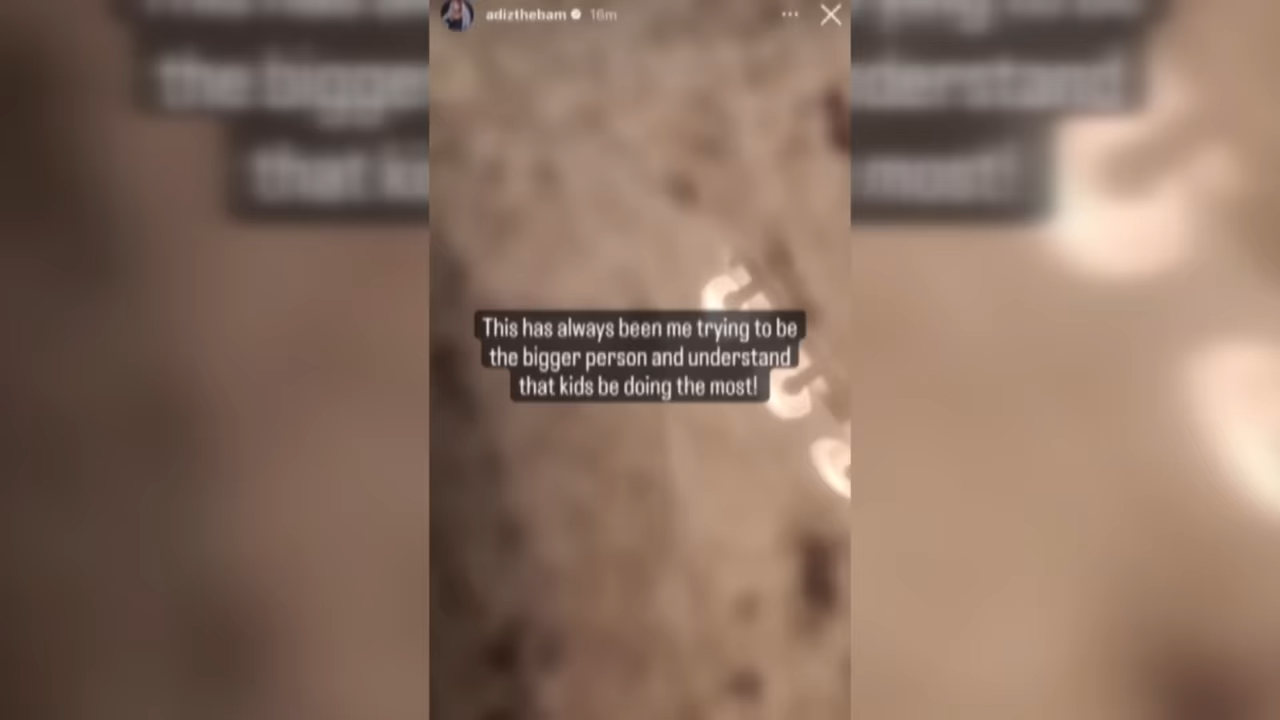 adizthebam 16m
This has always been me trying to be
the bigger person and understand
that kids be doing the most!